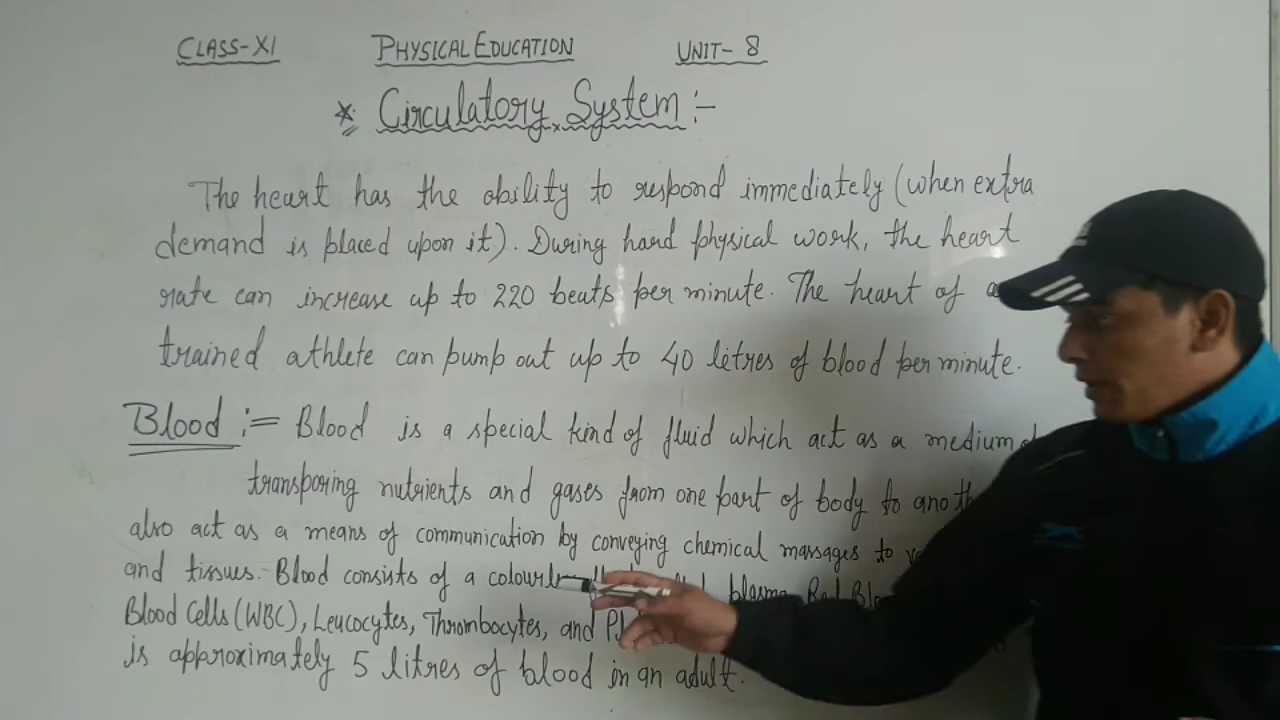 CLASS-XI PHYSICAL EDUCATION UNIT-8
* Circulatory System :-
The heart has the ability to respond immediately (when extra
demand is placed upon it). During hard physical work, the heart
rate can increase up to 220 beats per minute. The heart of
trained athlete can pump out up to 40 litres of blood per minute.
Blood := Blood is a special kind of fluid which act as a medium
transporing nutrients and gases from one part of body to
also act as a means of communication by conveying chemical massages to
and tissues. Blood consists of a plasma Red
Blood Cells (WBC), Leucocytes, Thrombocytes, and
is approximately 5 litres of blood in an adult.